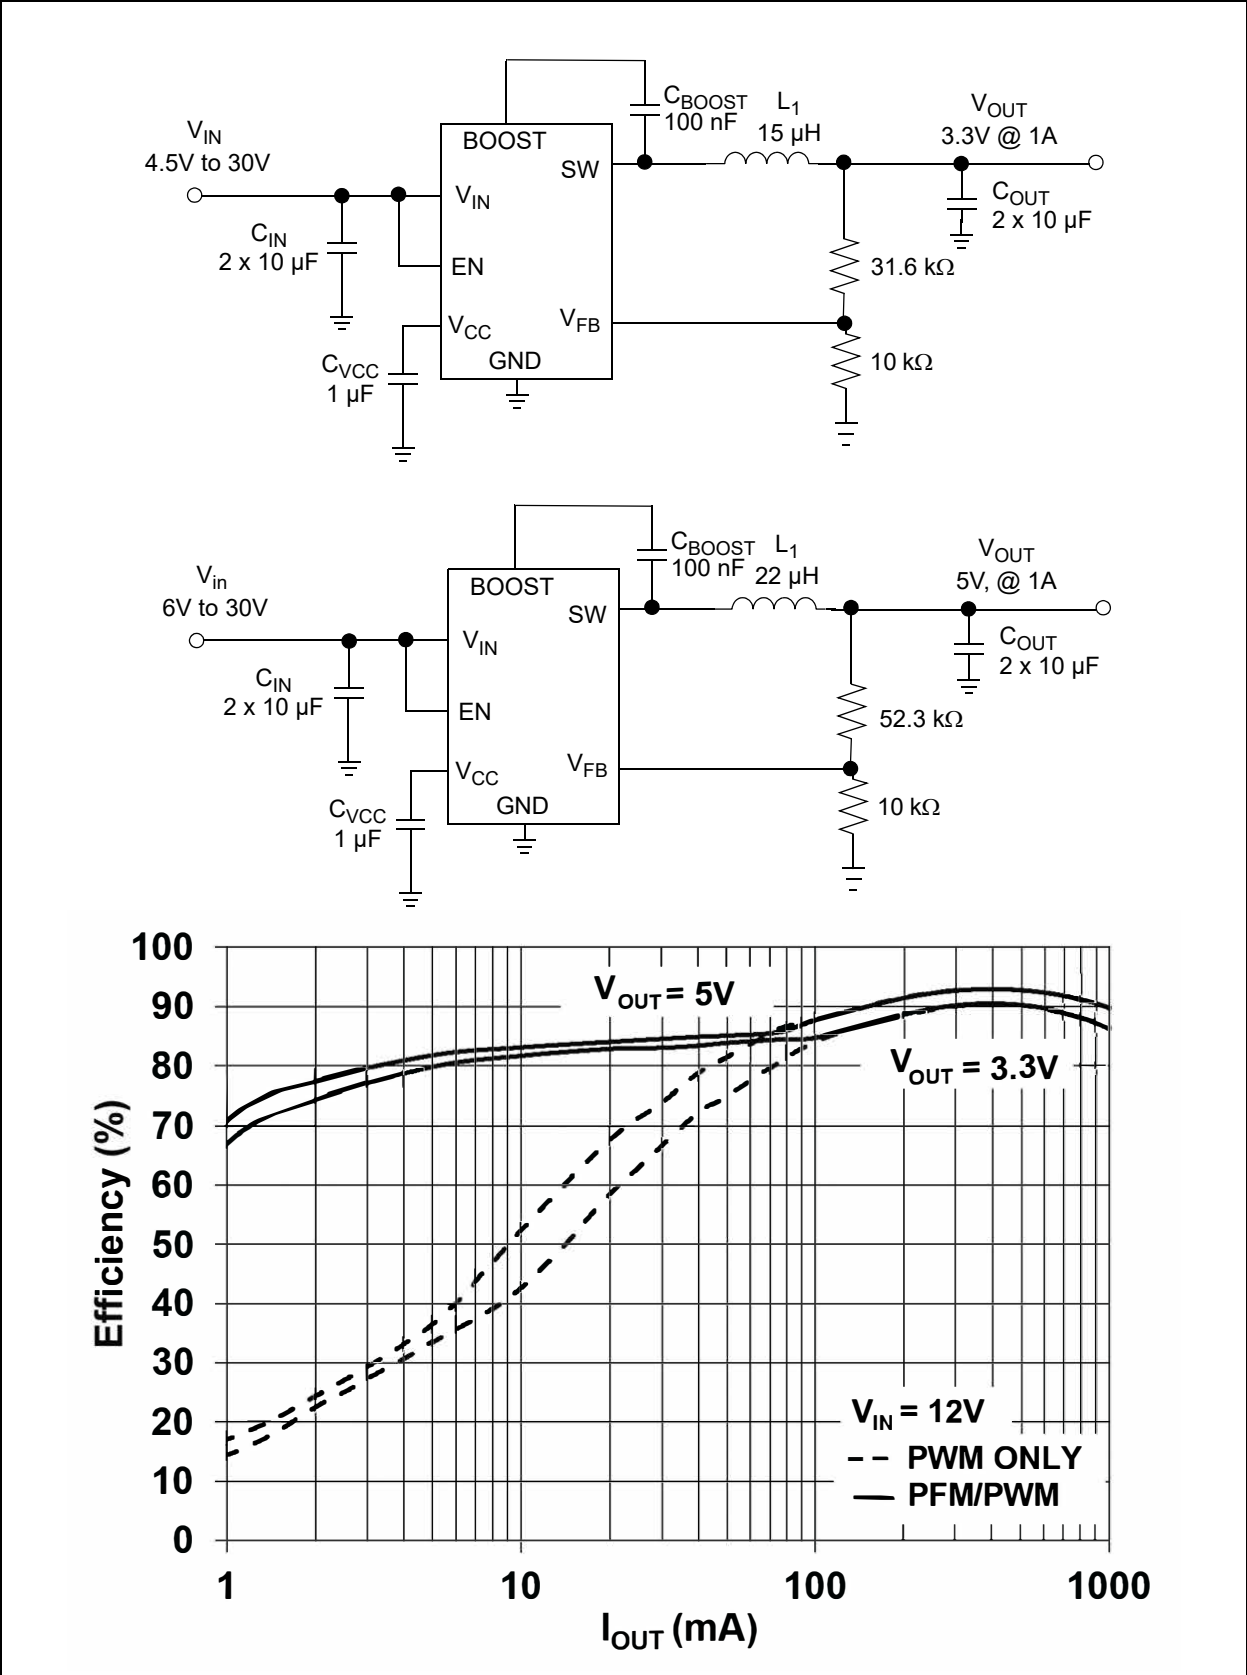 V_IN
4.5V to 30V
C_IN
2 x 10 µF
C_VCC
1 µF
BOOST
SW
V_IN
EN
V_CC
V_FB
GND
C_BOOST
100 nF
L_1
15 µH
V_OUT
3.3V @ 1A
C_OUT
2 x 10 µF
31.6 kΩ
10 kΩ
V_in
6V to 30V
C_IN
2 x 10 µF
C_VCC
1 µF
BOOST
SW
V_IN
EN
V_CC
V_FB
GND
C_BOOST
100 nF
L_1
22 µH
V_OUT
5V, @ 1A
C_OUT
2 x 10 µF
52.3 kΩ
10 kΩ
Efficiency (%)
100
90
80
70
60
50
40
30
20
10
0
V_OUT = 5V
V_OUT = 3.3V
V_IN = 12V
PWM ONLY
PFM/PWM
1
10
100
1000
I_OUT (mA)